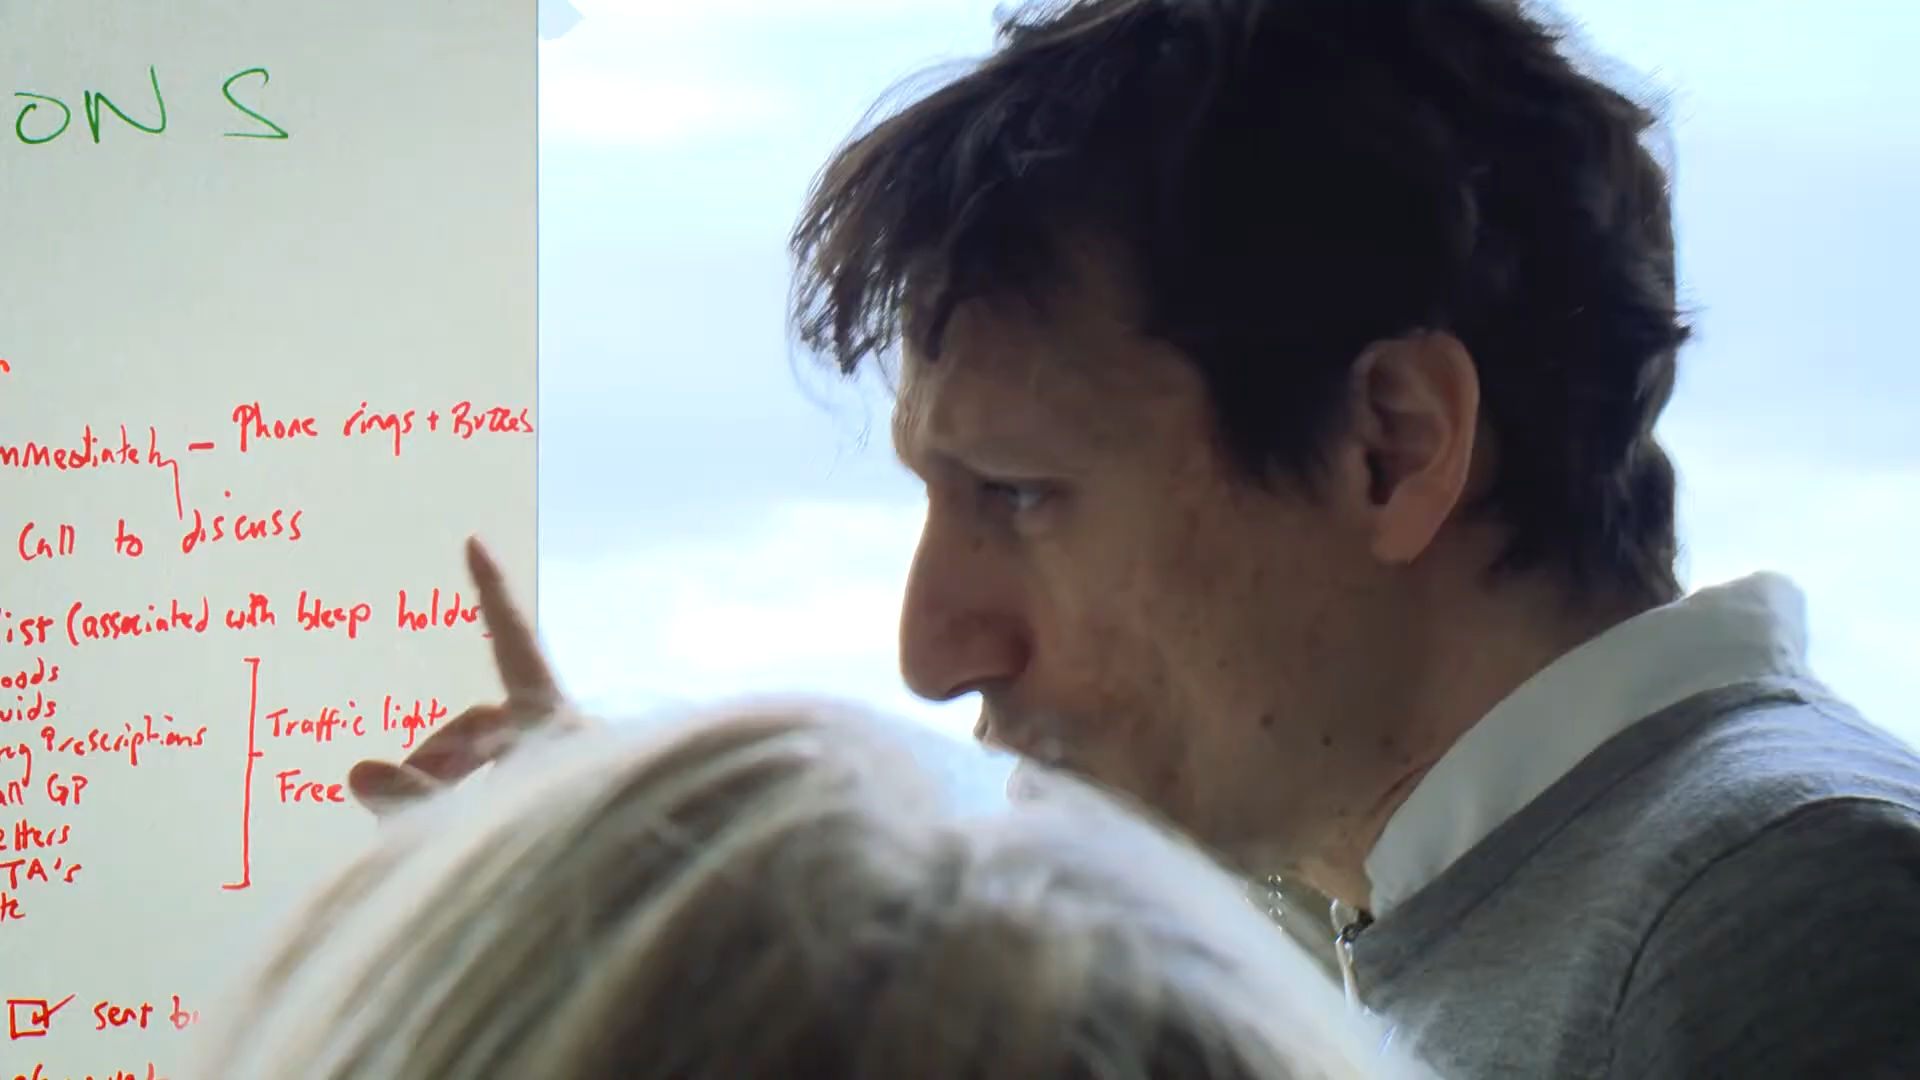 ONS
mmediately – Phone rings + Buzzes
Call to discuss
ist (associated with bleep holder
oods
uids
rug Prescriptions
an GP
etters
TA's
te
Traffic light
Free
sent b